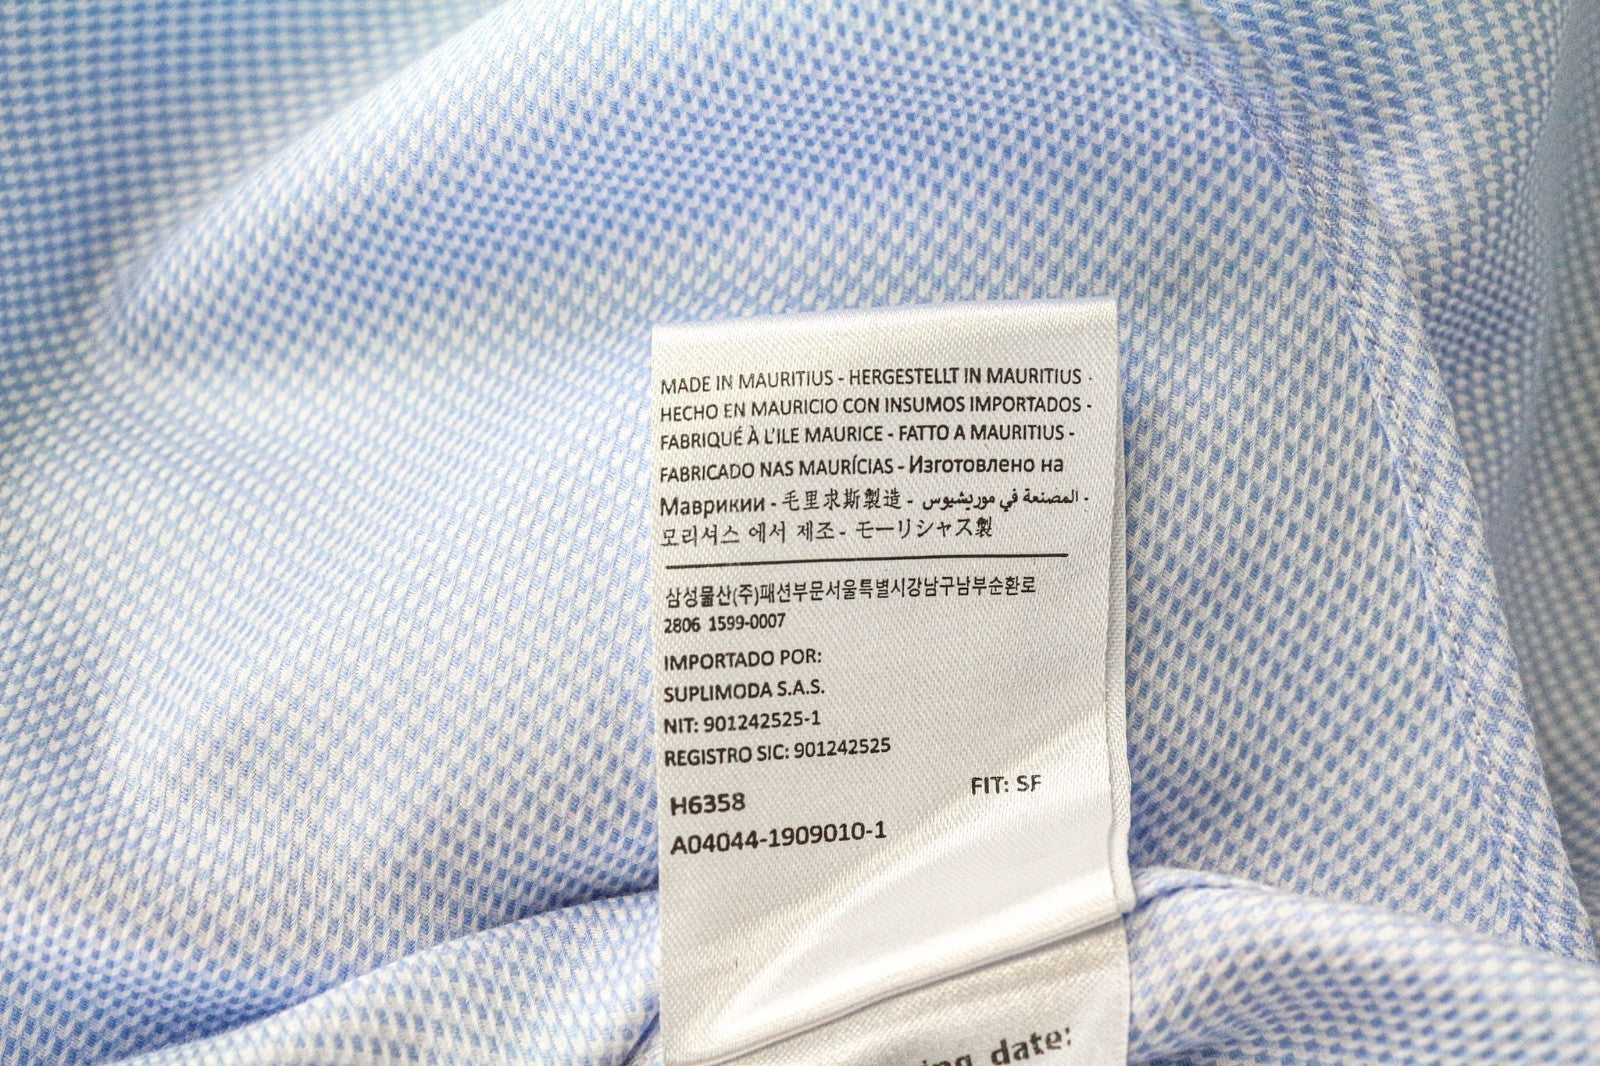 MADE IN MAURITIUS - HERGESTELLT IN MAURITIUS -
HECHO EN MAURICIO CON INSUMOS IMPORTADOS -
FABRIQUÉ À L'ILE MAURICE - FATTO A MAURITIUS -
FABRICADO NAS MAURÍCIAS - Изготовлено на
Маврикии - 毛里求斯製造 - المصنعة في موريشيوس -
모리셔스 에서 제조 - モーリシャス製
삼성물산(주)패션부문서울특별시강남구남부순환로
2806 1599-0007
IMPORTADO POR:
SUPLIMODA S.A.S.
NIT: 901242525-1
REGISTRO SIC: 901242525
H6358 FIT: SF
A04044-1909010-1
date: